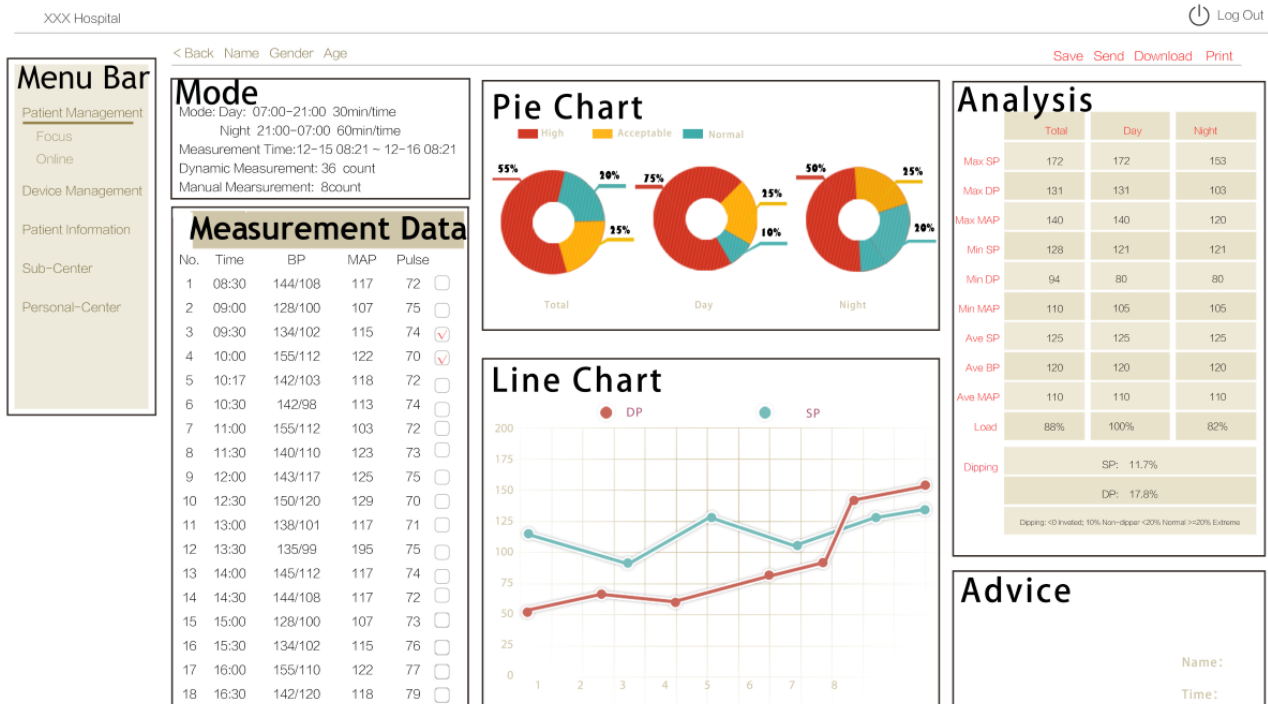 XXX Hospital
Log Out
< Back Name Gender Age
Save Send Download Print
Menu Bar
Patient Management
Focus
Online
Device Management
Patient Information
Sub-Center
Personal-Center
Mode
Mode: Day: 07:00-21:00 30min/time
Night 21:00-07:00 60min/time
Measurement Time:12-15 08:21 ~ 12-16 08:21
Dynamic Measurement: 36 count
Manual Mearsurement: 8count
Measurement Data
No. Time BP MAP Pulse
1 08:30 144/108 117 72
2 09:00 128/100 107 75
3 09:30 134/102 115 74
4 10:00 155/112 122 70
5 10:17 142/103 118 72
6 10:30 142/98 113 74
7 11:00 155/112 103 72
8 11:30 140/110 123 73
9 12:00 143/117 125 75
10 12:30 150/120 129 70
11 13:00 138/101 117 71
12 13:30 135/99 195 75
13 14:00 145/112 117 74
14 14:30 144/108 117 72
15 15:00 128/100 107 73
16 15:30 134/102 115 76
17 16:00 155/110 122 77
18 16:30 142/120 118 79
Pie Chart
High Acceptable Normal
55% 20% 25%
75% 25% 10%
50% 25% 20%
Total Day Night
Line Chart
DP SP
200
175
150
125
100
75
50
25
0
1 2 3 4 5 6 7 8
Analysis
Total Day Night
Max SP 172 172 153
Max DP 131 131 103
Max MAP 140 140 120
Min SP 128 121 121
Min DP 94 80 80
Min MAP 110 105 105
Ave SP 125 125 125
Ave BP 120 120 120
Ave MAP 110 110 110
Load 88% 100% 82%
Dipping SP: 11.7%
DP: 17.8%
Dipping: <0 Inveted; 10% Non-dipper <20% Normal >=20% Extreme
Advice
Name:
Time: